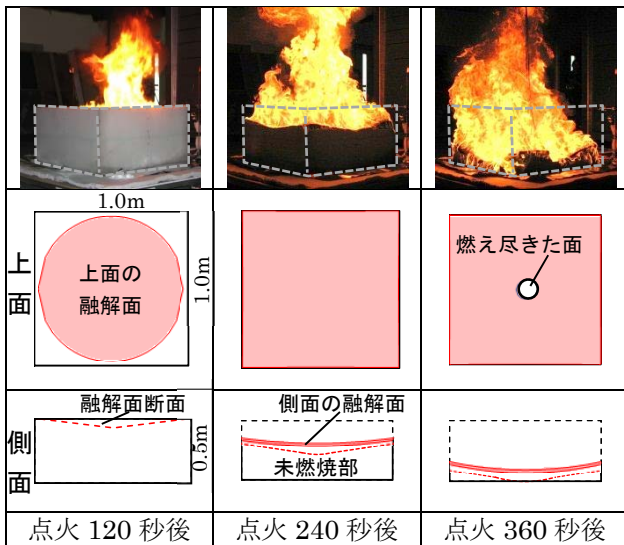 1.0m
上面
上面の
融解面
1.0m
燃え尽きた面
側面
融解面断面
0.5m
側面の融解面
未燃焼部
点火 120 秒後
点火 240 秒後
点火 360 秒後